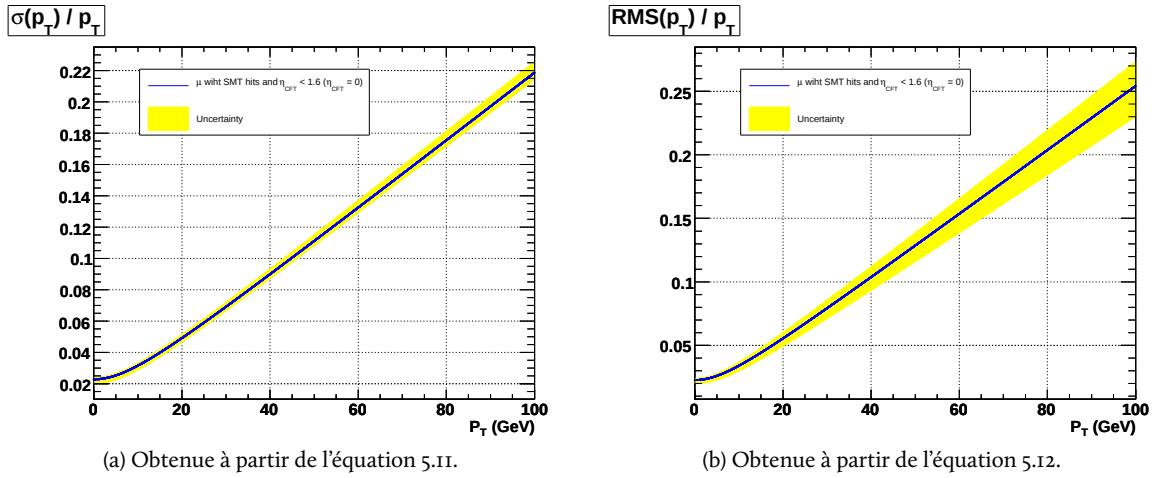 σ(p_T) / p_T
μ wiht SMT hits and η_CFT < 1.6 (η_CFT = 0)
Uncertainty
0.22
0.2
0.18
0.16
0.14
0.12
0.1
0.08
0.06
0.04
0.02
0 20 40 60 80 100
P_T (GeV)
(a) Obtenue à partir de l'équation 5.11.
RMS(p_T) / p_T
μ wiht SMT hits and η_CFT < 1.6 (η_CFT = 0)
Uncertainty
0.25
0.2
0.15
0.1
0.05
0 20 40 60 80 100
P_T (GeV)
(b) Obtenue à partir de l'équation 5.12.